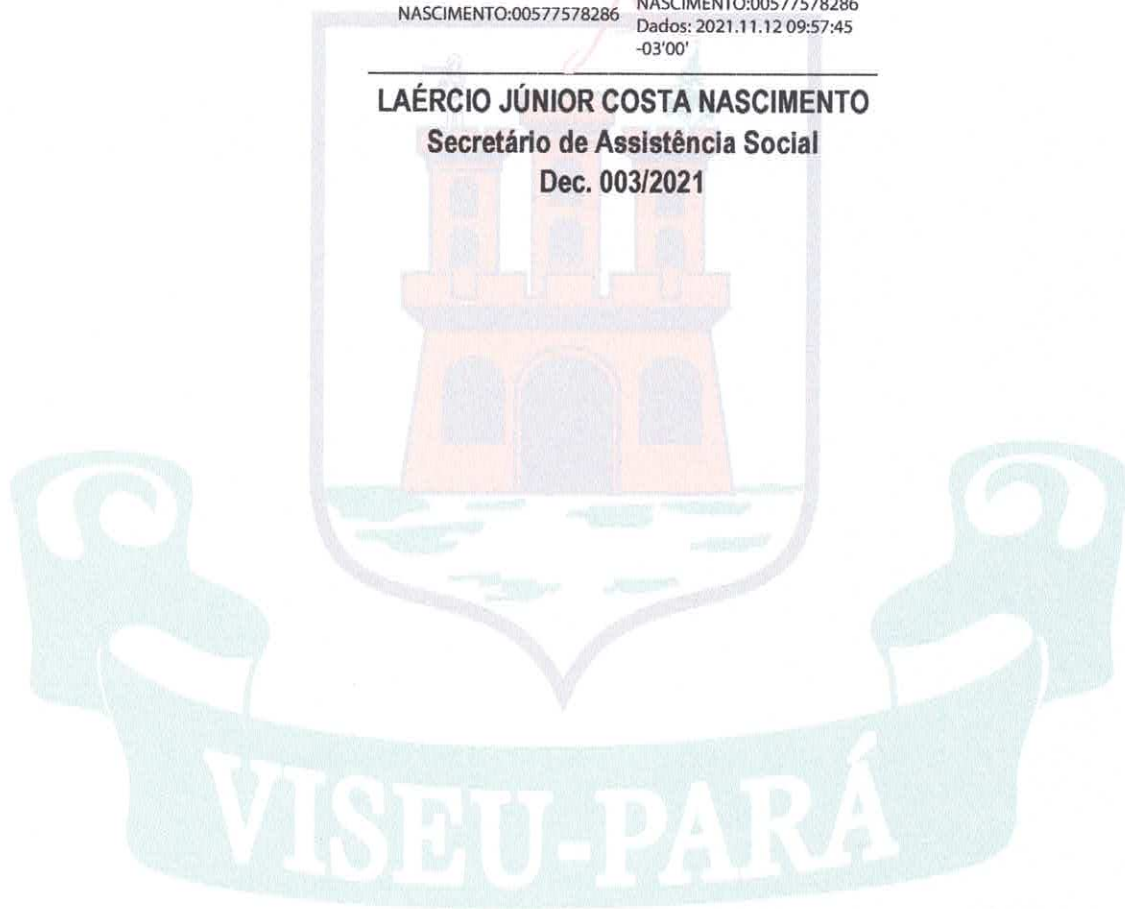 NASCIMENTO:00577578286
NASCIMENTO:00577578286
Dados: 2021.11.12 09:57:45
-03'00'
LAÉRCIO JÚNIOR COSTA NASCIMENTO
Secretário de Assistência Social
Dec. 003/2021
VISEU-PARÁ